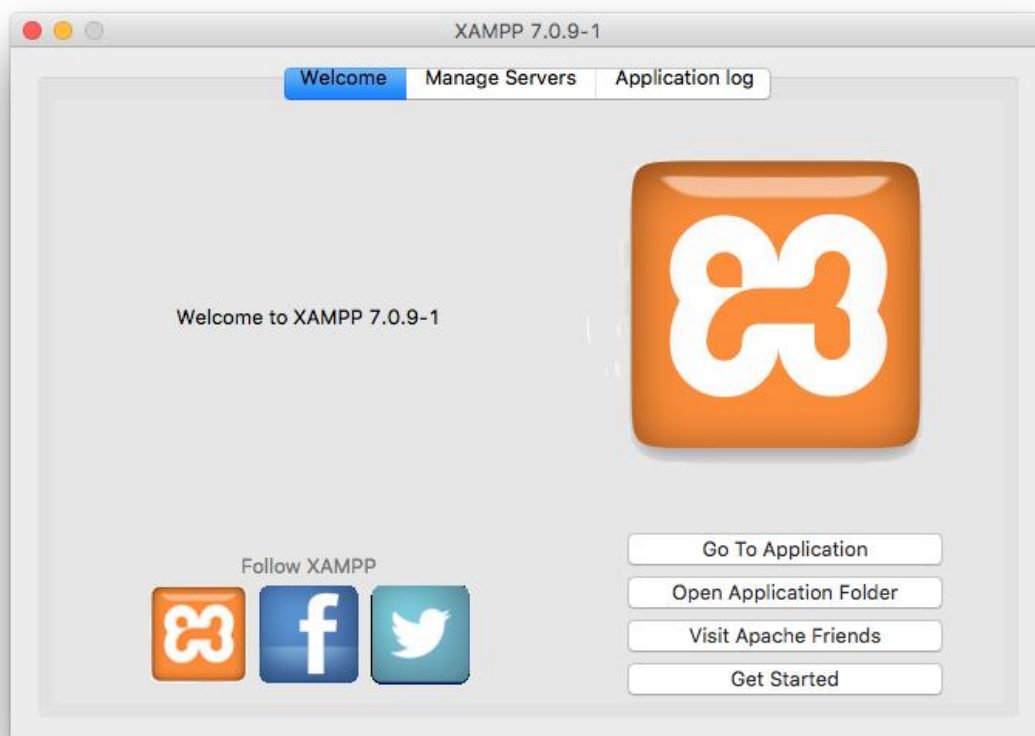 XAMPP 7.0.9-1
Welcome Manage Servers Application log
Welcome to XAMPP 7.0.9-1
Follow XAMPP
Go To Application
Open Application Folder
Visit Apache Friends
Get Started